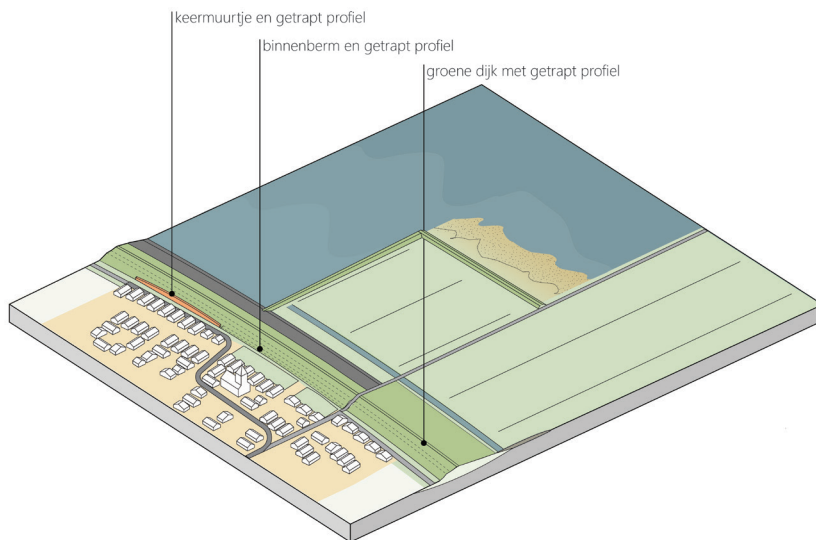 keermuurtje en getrapt profiel
binnenberm en getrapt profiel
groene dijk met getrapt profiel